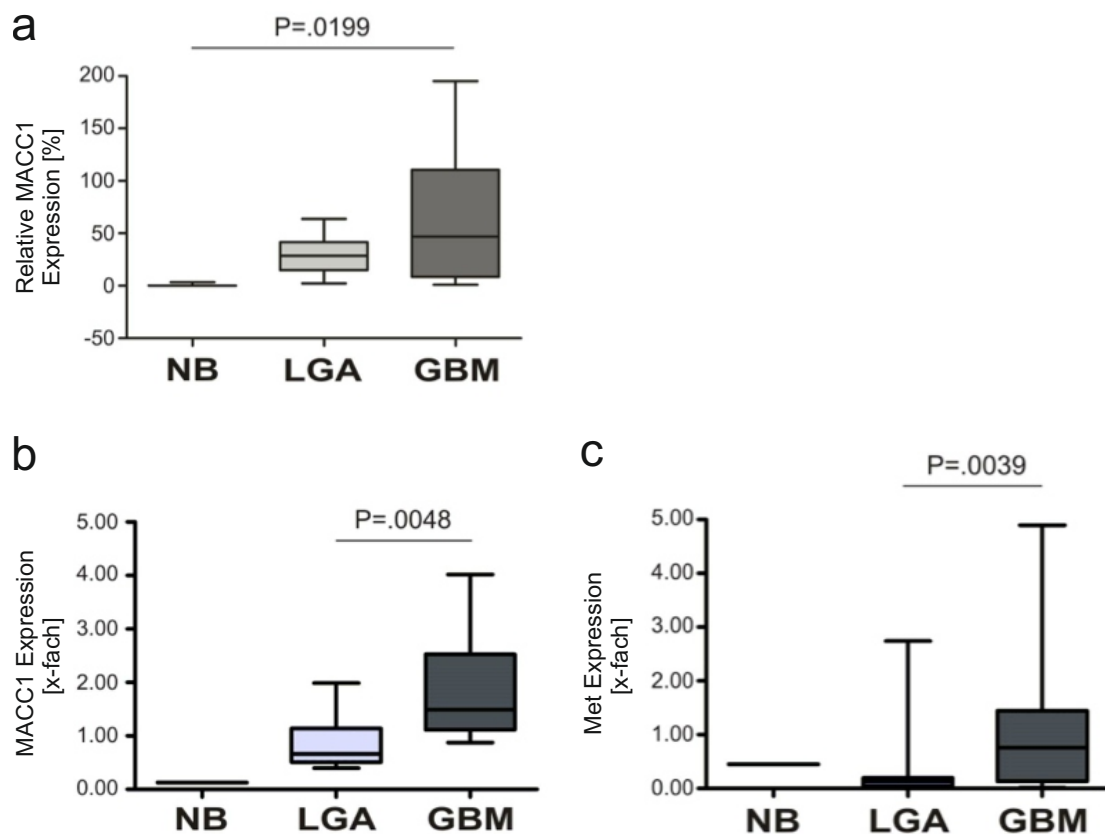 a
P=.0199
200
150
100
50
0
-50
Relative MACC1
Expression [%]
NB LGA GBM
b
P=.0048
5.00
4.00
3.00
2.00
1.00
0.00
MACC1 Expression
[x-fach]
NB LGA GBM
c
P=.0039
5.00
4.00
3.00
2.00
1.00
0.00
Met Expression
[x-fach]
NB LGA GBM